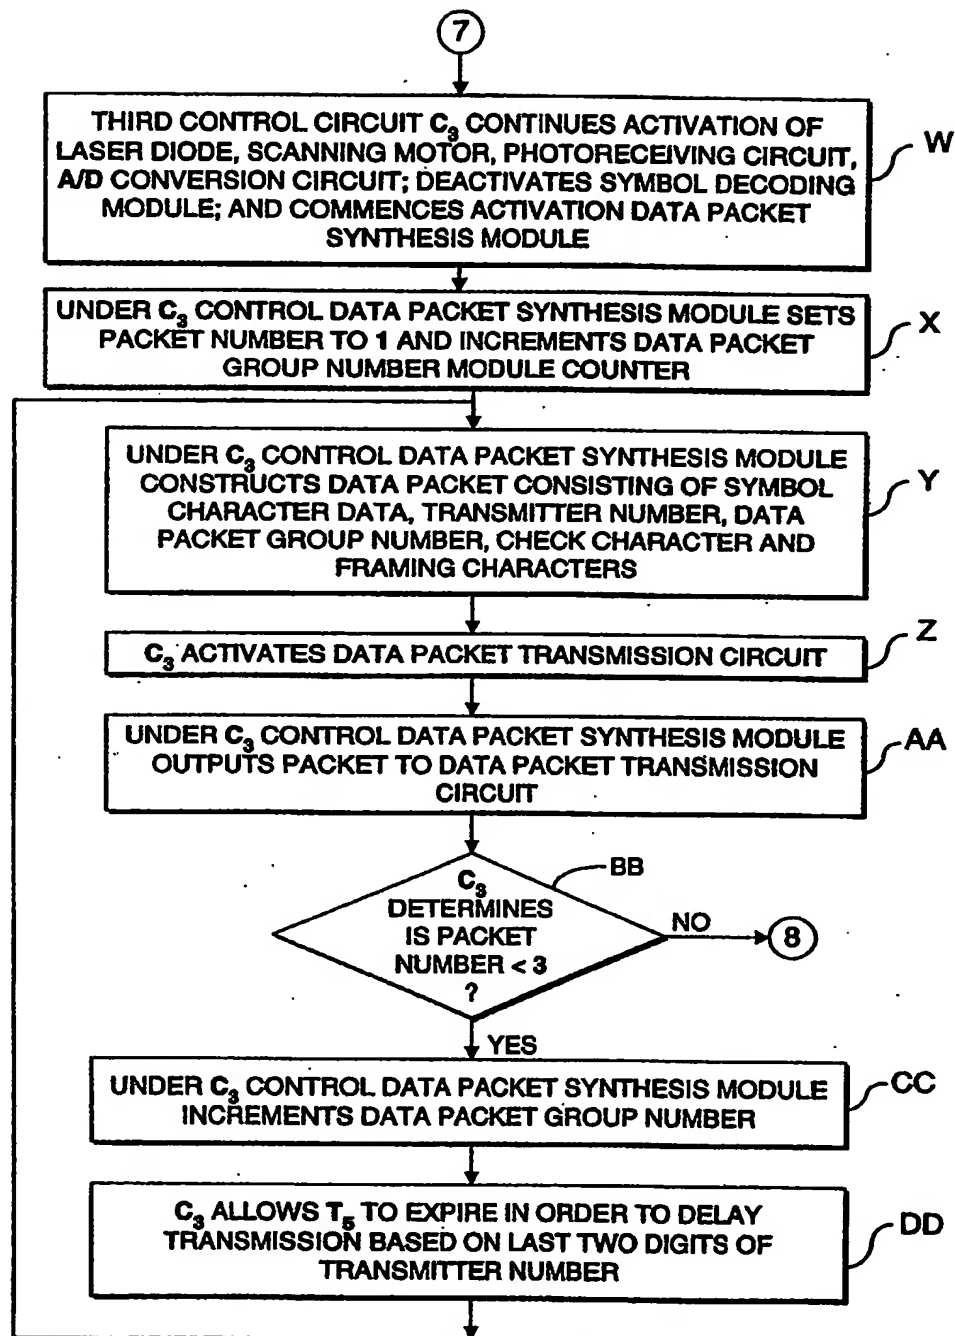 7
THIRD CONTROL CIRCUIT C3 CONTINUES ACTIVATION OF
LASER DIODE, SCANNING MOTOR, PHOTORECEIVING CIRCUIT,
A/D CONVERSION CIRCUIT; DEACTIVATES SYMBOL DECODING
MODULE; AND COMMENCES ACTIVATION DATA PACKET
SYNTHESIS MODULE
W
UNDER C3 CONTROL DATA PACKET SYNTHESIS MODULE SETS
PACKET NUMBER TO 1 AND INCREMENTS DATA PACKET
GROUP NUMBER MODULE COUNTER
X
UNDER C3 CONTROL DATA PACKET SYNTHESIS MODULE
CONSTRUCTS DATA PACKET CONSISTING OF SYMBOL
CHARACTER DATA, TRANSMITTER NUMBER, DATA
PACKET GROUP NUMBER, CHECK CHARACTER AND
FRAMING CHARACTERS
Y
C3 ACTIVATES DATA PACKET TRANSMISSION CIRCUIT
Z
UNDER C3 CONTROL DATA PACKET SYNTHESIS MODULE
OUTPUTS PACKET TO DATA PACKET TRANSMISSION
CIRCUIT
AA
C3
DETERMINES
IS PACKET
NUMBER < 3
?
BB
NO
8
YES
UNDER C3 CONTROL DATA PACKET SYNTHESIS MODULE
INCREMENTS DATA PACKET GROUP NUMBER
CC
C3 ALLOWS T5 TO EXPIRE IN ORDER TO DELAY
TRANSMISSION BASED ON LAST TWO DIGITS OF
TRANSMITTER NUMBER
DD